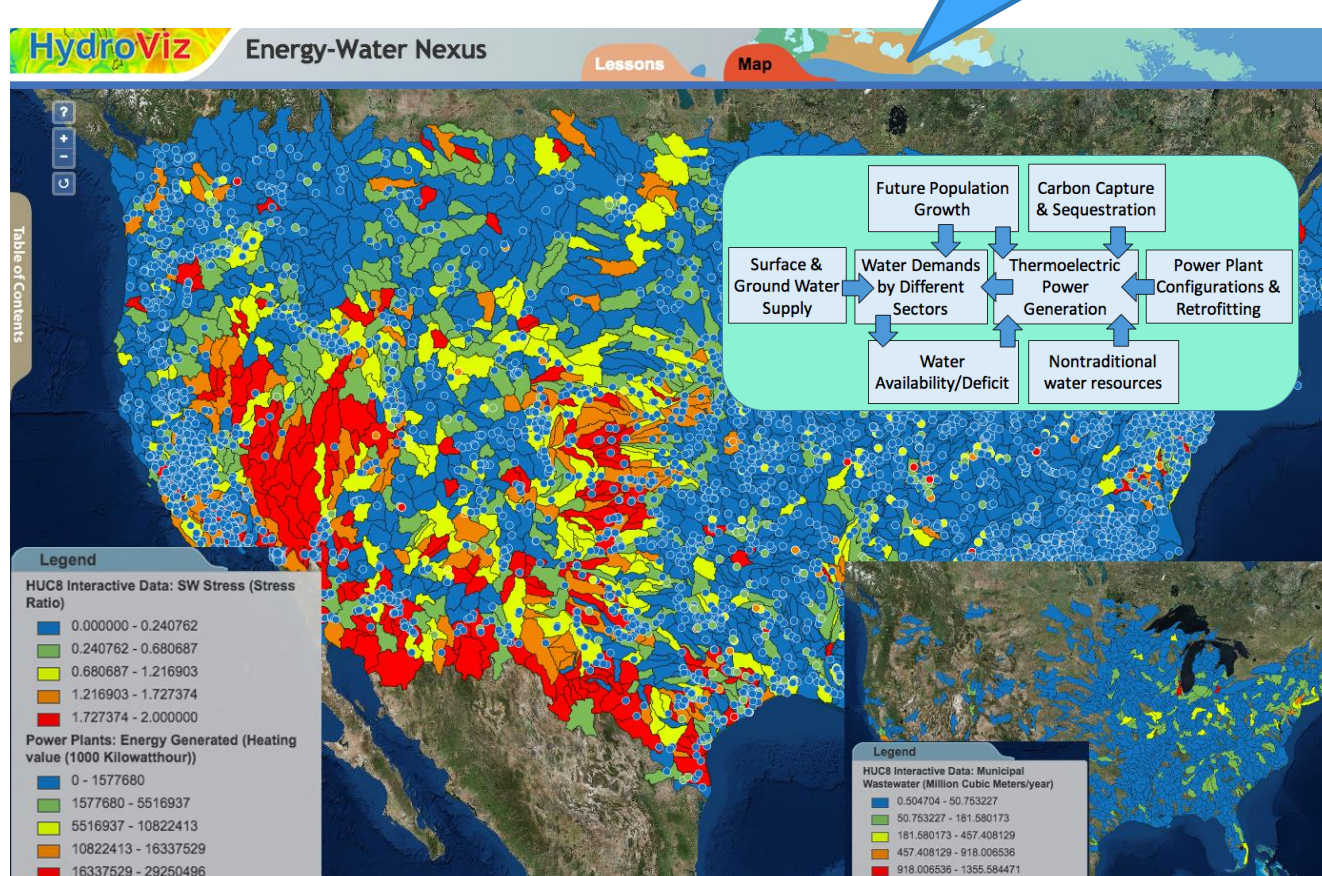 HydroViz
Energy-Water Nexus
Lessons
Map
?
+
−
Table of Contents
Future Population
Growth
Carbon Capture
& Sequestration
Surface &
Ground Water
Supply
Water Demands
by Different
Sectors
Thermoelectric
Power
Generation
Power Plant
Configurations &
Retrofitting
Water
Availability/Deficit
Nontraditional
water resources
Legend
HUC8 Interactive Data: SW Stress (Stress
Ratio)
0.000000 - 0.240762
0.240762 - 0.680687
0.680687 - 1.216903
1.216903 - 1.727374
1.727374 - 2.000000
Power Plants: Energy Generated (Heating
value (1000 Kilowatthour))
0 - 1577680
1577680 - 5516937
5516937 - 10822413
10822413 - 16337529
16337529 - 29250496
Legend
HUC8 Interactive Data: Municipal
Wastewater (Million Cubic Meters/year)
0.504704 - 50.753227
50.753227 - 181.580173
181.580173 - 457.408129
457.408129 - 918.006536
918.006536 - 1355.584471